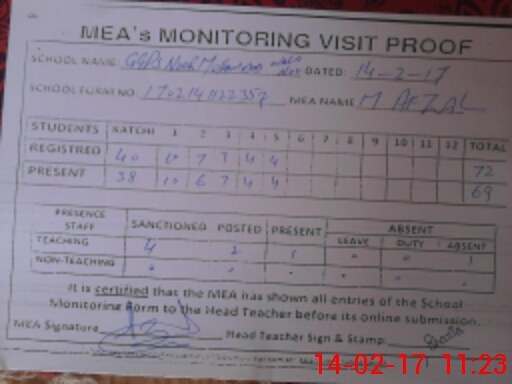 MEA's MONITORING VISIT PROOF
SCHOOL NAME: GGPS Noor DATED: 14-2-17
SCHOOL FORM NO. MEA NAME M AFZAL
STUDENTS KATCHI 1 2 3 4 5 6 7 8 9 10 11 12 TOTAL
REGISTRED 40 10 7 7 4 4 72
PRESENT 38 10 6 7 4 4 69
PRESENCE STAFF SANCTIONED POSTED PRESENT ABSENT
LEAVE DUTY ABSENT
TEACHING 4 2 1 0 0 1
NON-TEACHING
It is certified that the MEA has shown all entries of the School
Monitoring Form to the Head Teacher before its online submission.
MEA Signature Head Teacher Sign & Stamp:
14-02-17 11:23